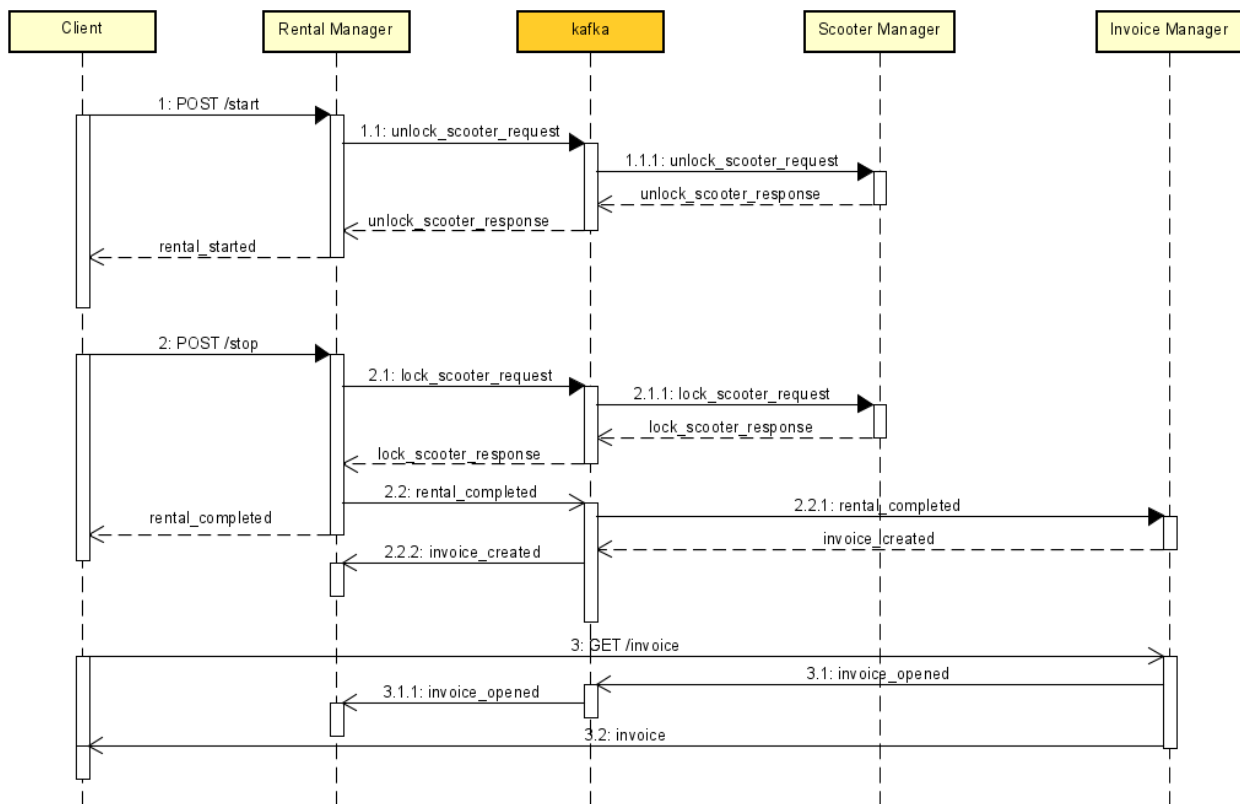 Client
Rental Manager
kafka
Scooter Manager
Invoice Manager
1: POST /start
1.1: unlock_scooter_request
1.1.1: unlock_scooter_request
unlock_scooter_response
unlock_scooter_response
rental_started
2: POST /stop
2.1: lock_scooter_request
2.1.1: lock_scooter_request
lock_scooter_response
lock_scooter_response
2.2: rental_completed
2.2.1: rental_completed
rental_completed
invoice_created
2.2.2: invoice_created
3: GET /invoice
3.1: invoice_opened
3.1.1: invoice_opened
3.2: invoice